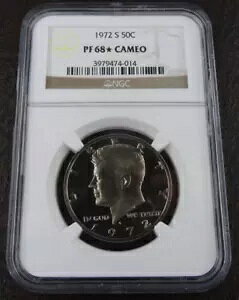 1972 S 50C
PF 68★ CAMEO
3979474-014
NGC
IN GOD WE TRUST
1972